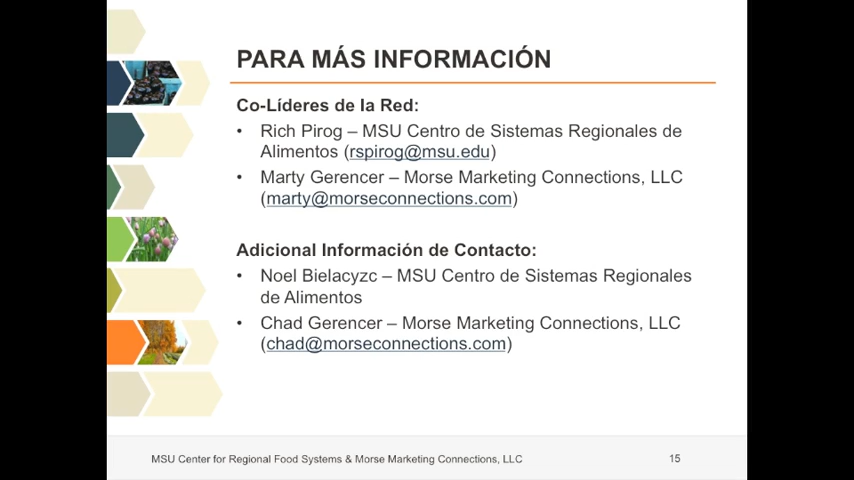 PARA MÁS INFORMACIÓN
Co-Líderes de la Red:
• Rich Pirog – MSU Centro de Sistemas Regionales de
Alimentos (rspirog@msu.edu)
• Marty Gerencer – Morse Marketing Connections, LLC
(marty@morseconnections.com)
Adicional Información de Contacto:
• Noel Bielacyzc – MSU Centro de Sistemas Regionales
de Alimentos
• Chad Gerencer – Morse Marketing Connections, LLC
(chad@morseconnections.com)
MSU Center for Regional Food Systems & Morse Marketing Connections, LLC
15